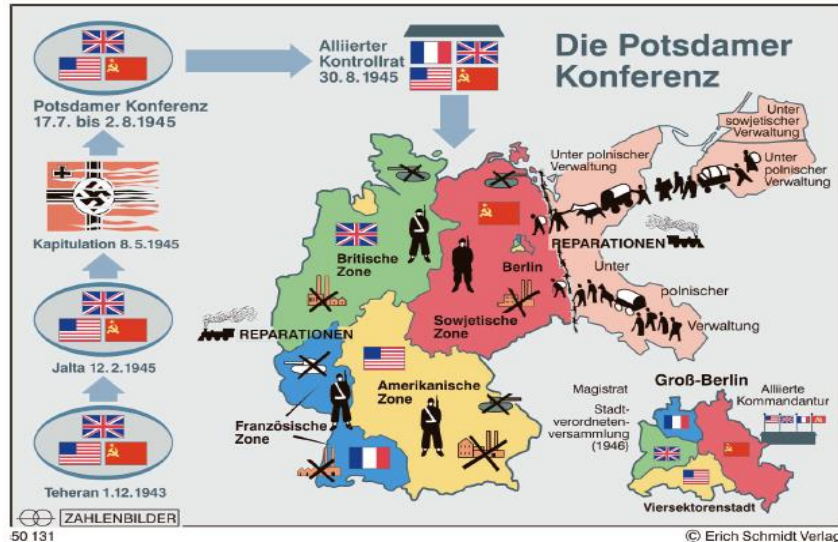 Die Potsdamer
Konferenz
Alliierter
Kontrollrat
30.8.1945
Potsdamer Konferenz
17.7. bis 2.8.1945
Kapitulation 8.5.1945
Jalta 12.2.1945
Teheran 1.12.1943
Unter
sowjetischer
Verwaltung
Unter polnischer
Verwaltung
Unter
polnischer
Verwaltung
Britische
Zone
Berlin
REPARATIONEN
Unter
polnischer
Verwaltung
Sowjetische
Zone
REPARATIONEN
Amerikanische
Zone
Französische
Zone
Groß-Berlin
Magistrat
Stadt-
verordneten-
versammlung
(1946)
Alliierte
Kommandantur
Viersektorenstadt
ZAHLENBILDER
50 131
© Erich Schmidt Verlag